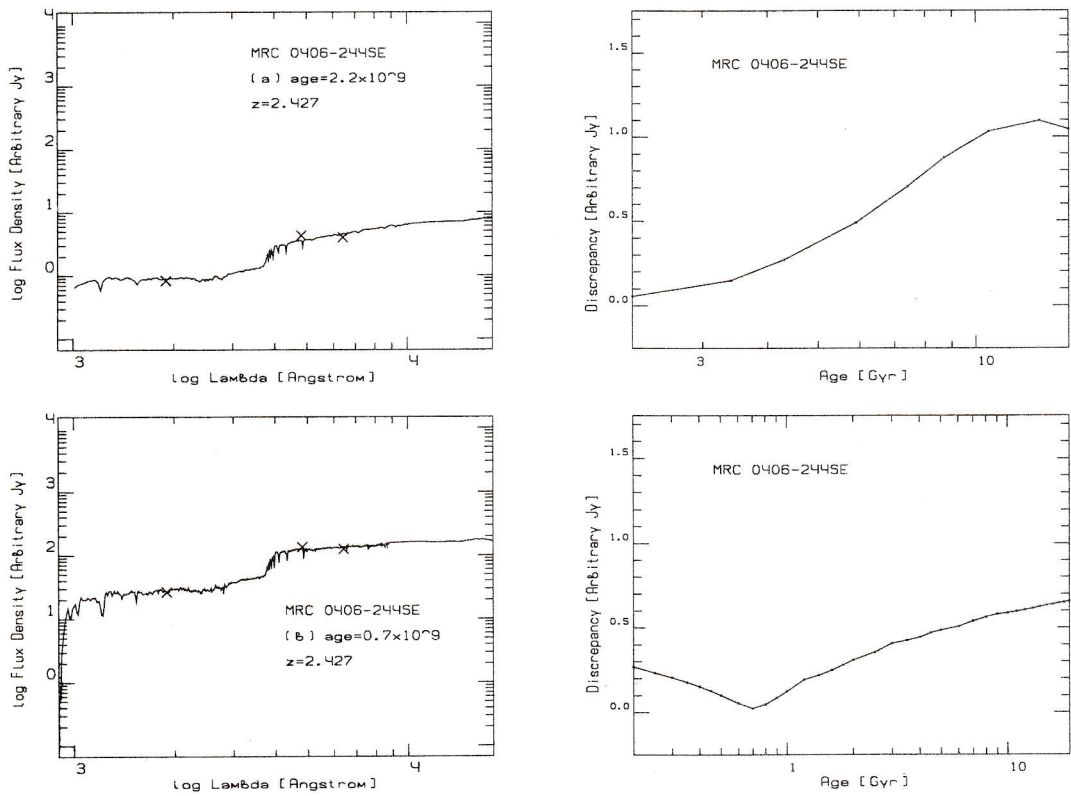 4
3
2
1
0
log Flux Density [Arbitrary Jy]
MRC 0406-244SE
(a) age=2.2x10^9
z=2.427
3
4
log Lambda [Angstrom]
1.5
1.0
0.5
0.0
Discrepancy [Arbitrary Jy]
MRC 0406-244SE
3
10
Age [Gyr]
4
3
2
1
0
log Flux Density [Arbitrary Jy]
MRC 0406-244SE
(b) age=0.7x10^9
z=2.427
3
4
log Lambda [Angstrom]
1.5
1.0
0.5
0.0
Discrepancy [Arbitrary Jy]
MRC 0406-244SE
1
10
Age [Gyr]